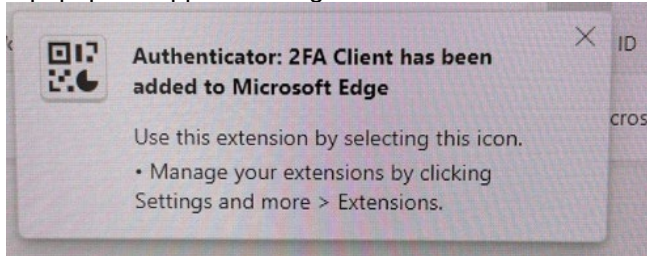 Authenticator: 2FA Client has been
added to Microsoft Edge
Use this extension by selecting this icon.
• Manage your extensions by clicking
Settings and more > Extensions.
ID
cros